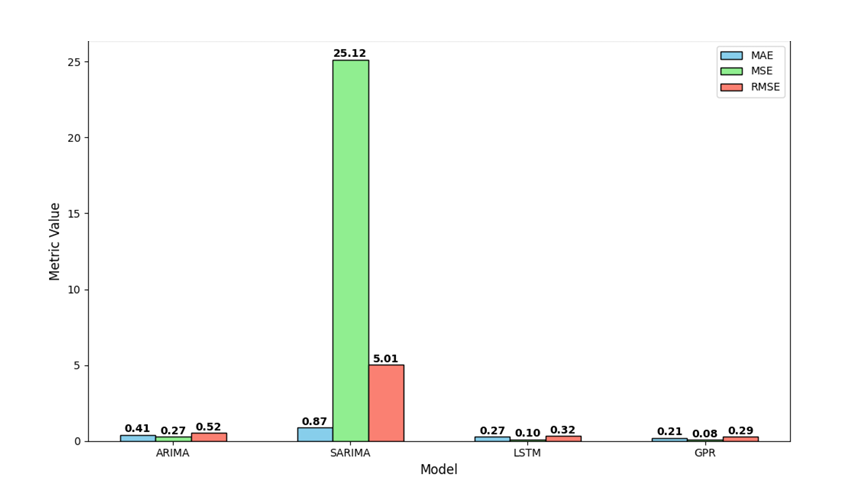 25.12
MAE
MSE
RMSE
25
20
15
10
5
0
Metric Value
0.41
0.27
0.52
0.87
5.01
0.27
0.10
0.32
0.21
0.08
0.29
ARIMA
SARIMA
LSTM
GPR
Model